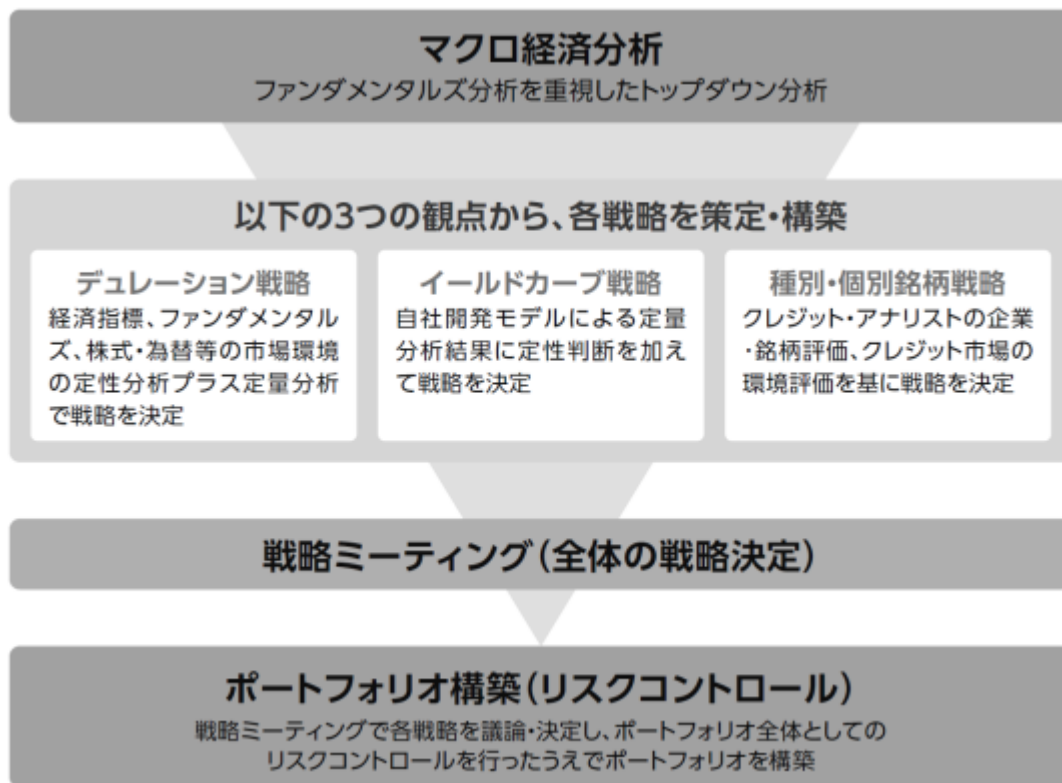 マクロ経済分析
ファンダメンタルズ分析を重視したトップダウン分析
以下の3つの観点から、各戦略を策定・構築
デュレーション戦略
経済指標、ファンダメンタル
ズ、株式・為替等の市場環境
の定性分析プラス定量分析
で戦略を決定
イールドカーブ戦略
自社開発モデルによる定量
分析結果に定性判断を加え
て戦略を決定
種別・個別銘柄戦略
クレジット・アナリストの企業
・銘柄評価、クレジット市場の
環境評価を基に戦略を決定
戦略ミーティング(全体の戦略決定)
ポートフォリオ構築(リスクコントロール)
戦略ミーティングで各戦略を議論・決定し、ポートフォリオ全体としての
リスクコントロールを行ったうえでポートフォリオを構築